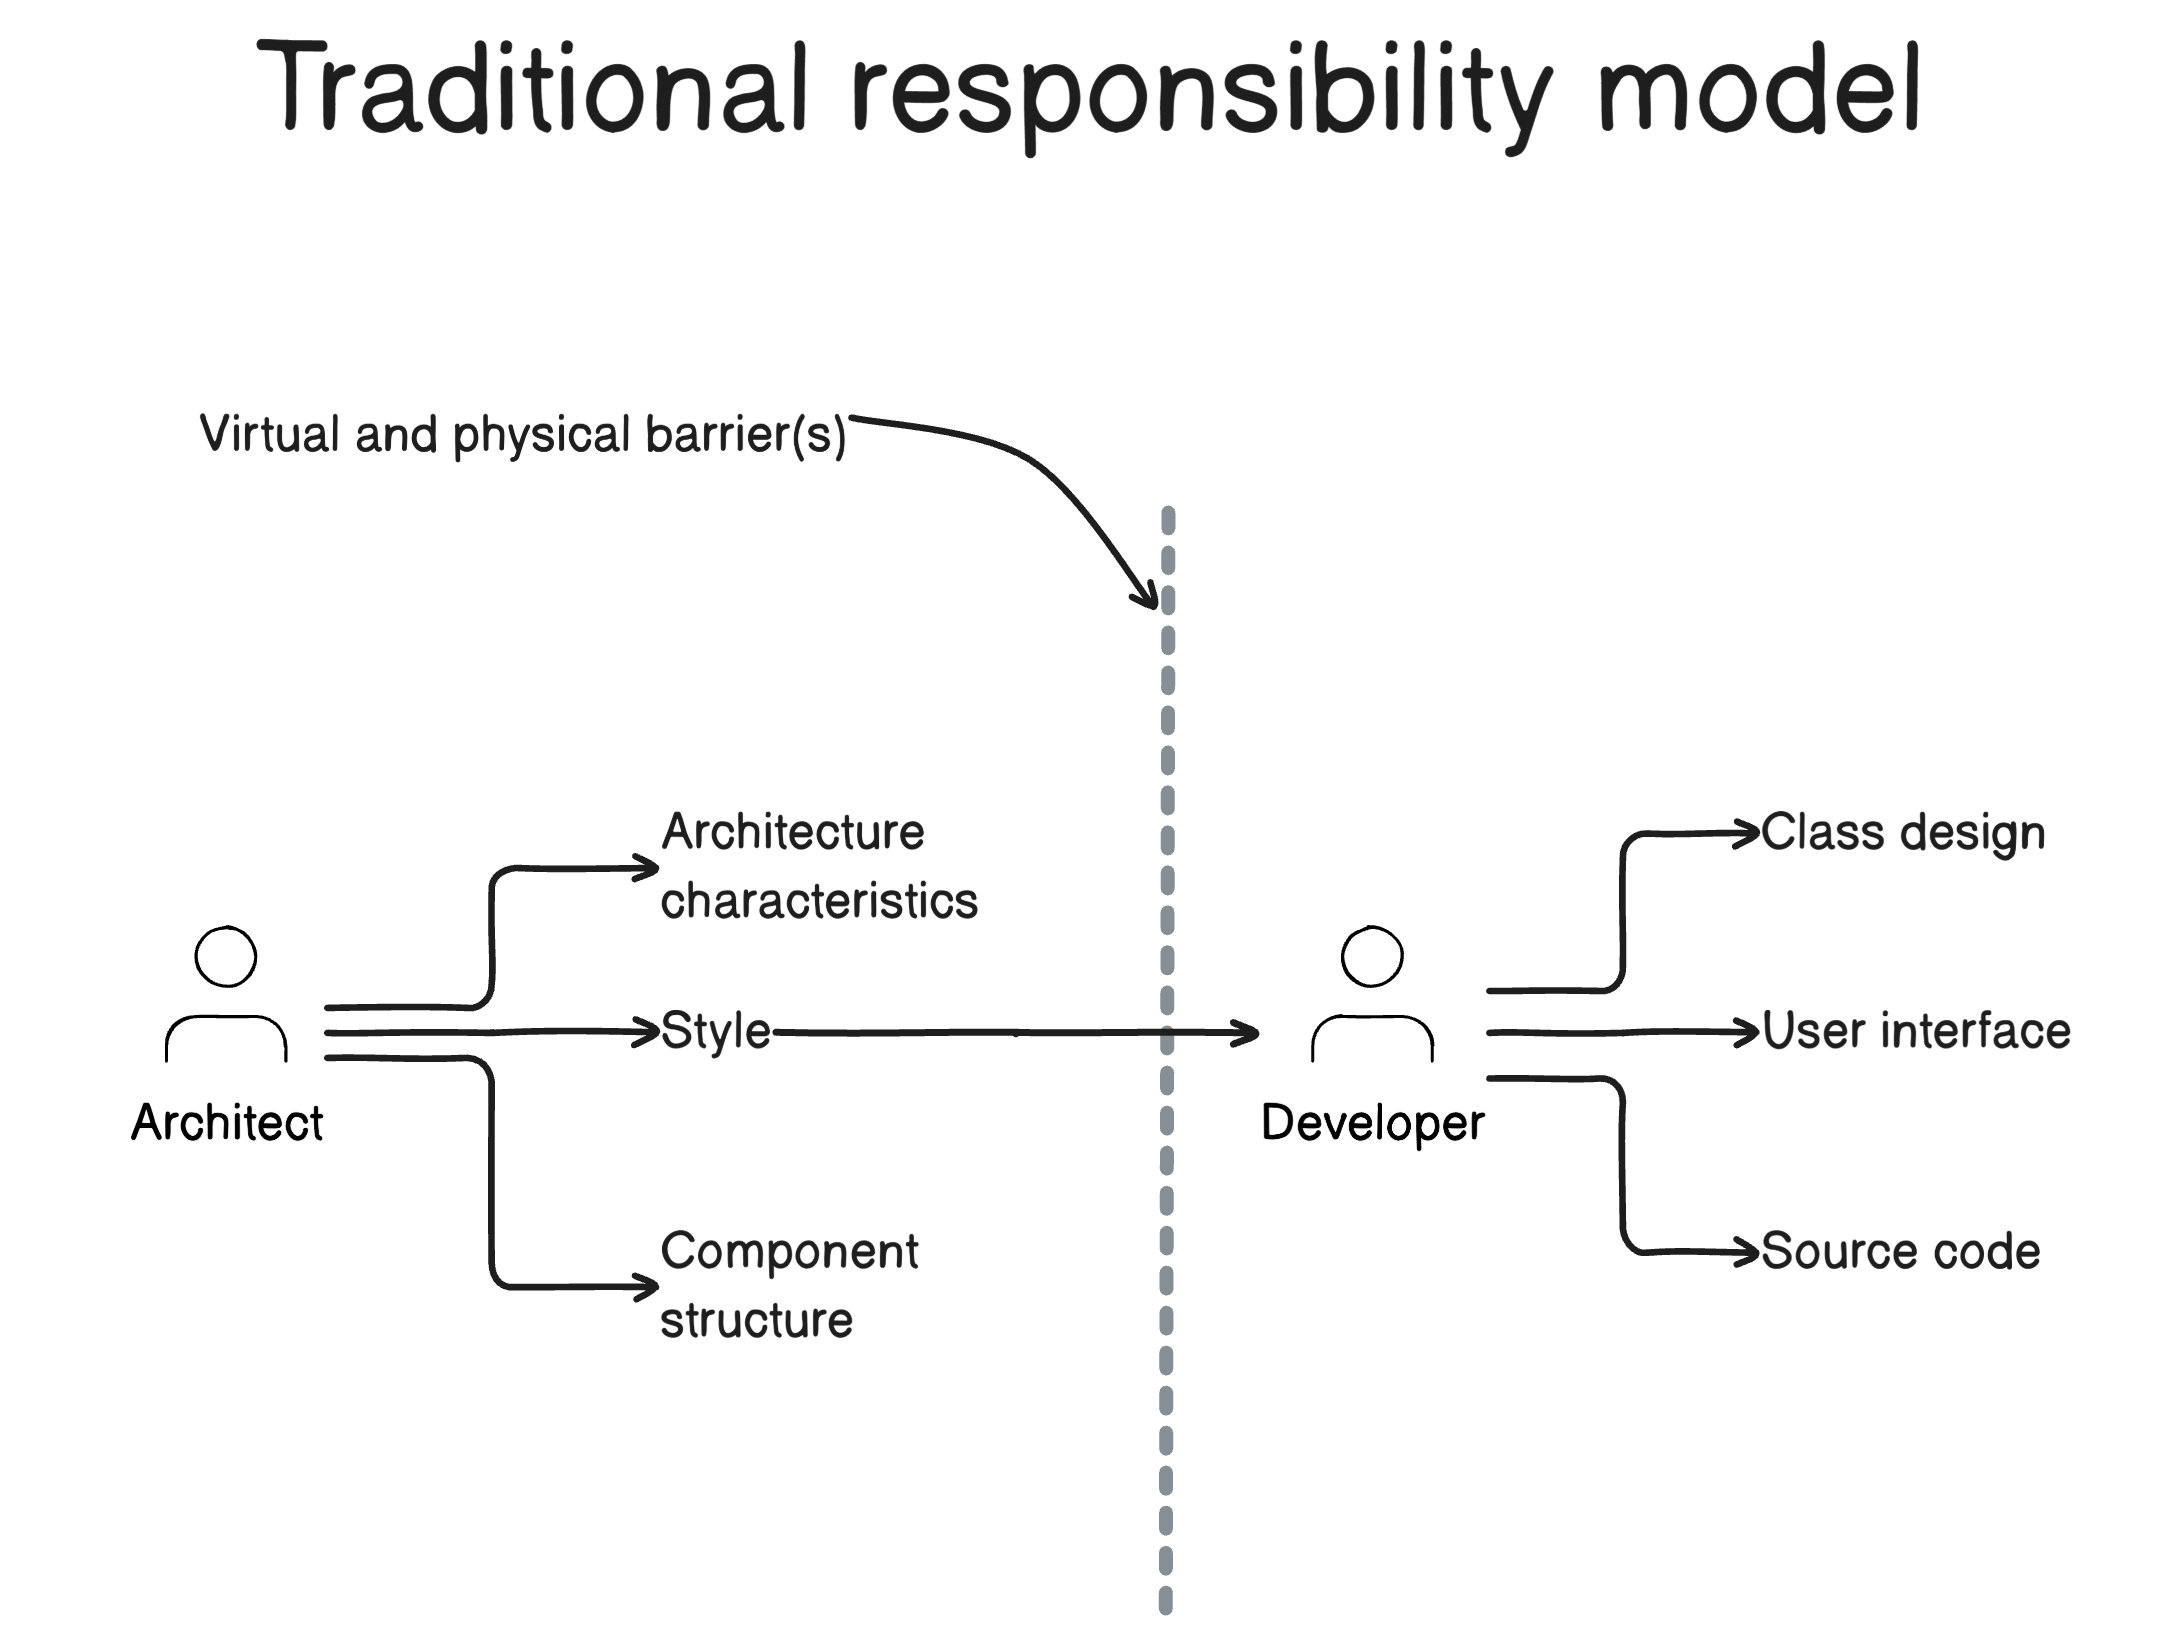 Traditional responsibility model
Virtual and physical barrier(s)
Architecture
characteristics
Style
Component
structure
Architect
Developer
Class design
User interface
Source code